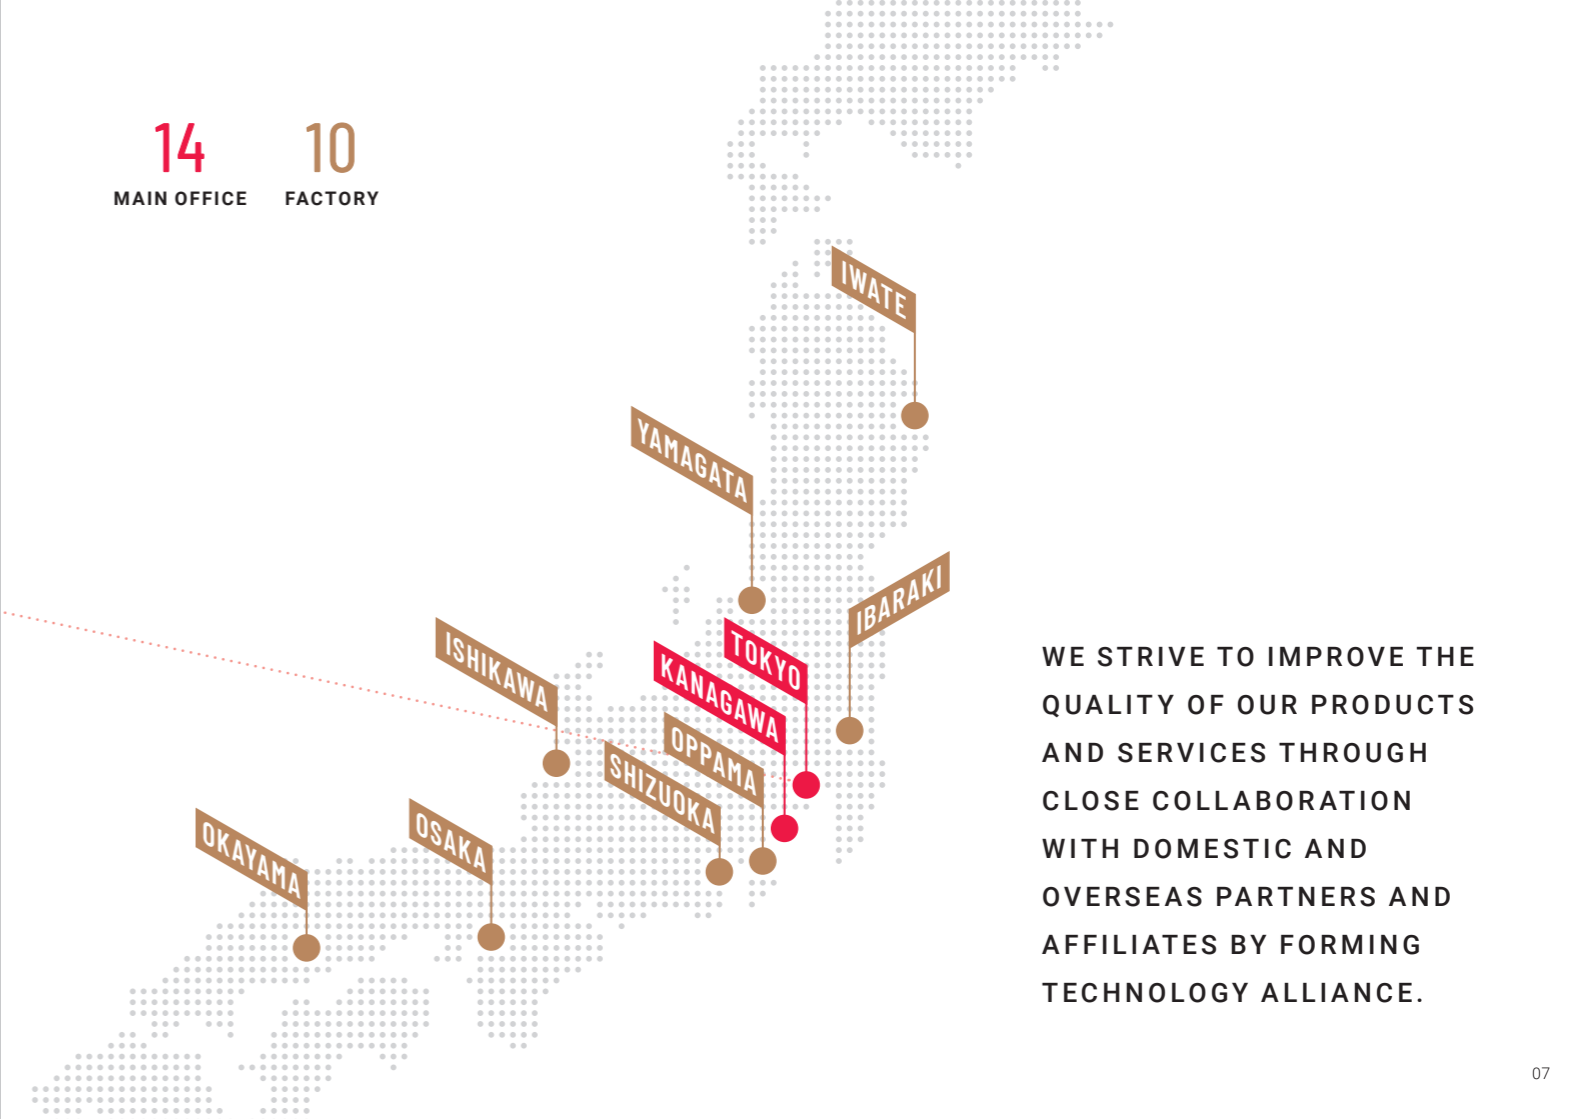 14
MAIN OFFICE
10
FACTORY
IWATE
YAMAGATA
IBARAKI
TOKYO
ISHIKAWA
KANAGAWA
OPPAMA
SHIZUOKA
OSAKA
OKAYAMA
WE STRIVE TO IMPROVE THE
QUALITY OF OUR PRODUCTS
AND SERVICES THROUGH
CLOSE COLLABORATION
WITH DOMESTIC AND
OVERSEAS PARTNERS AND
AFFILIATES BY FORMING
TECHNOLOGY ALLIANCE.
07